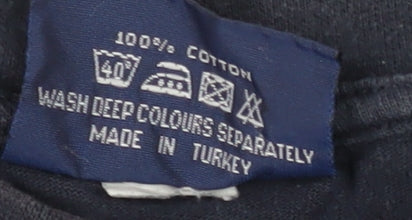 100% COTTON
40°
WASH DEEP COLOURS SEPARATELY
MADE IN TURKEY